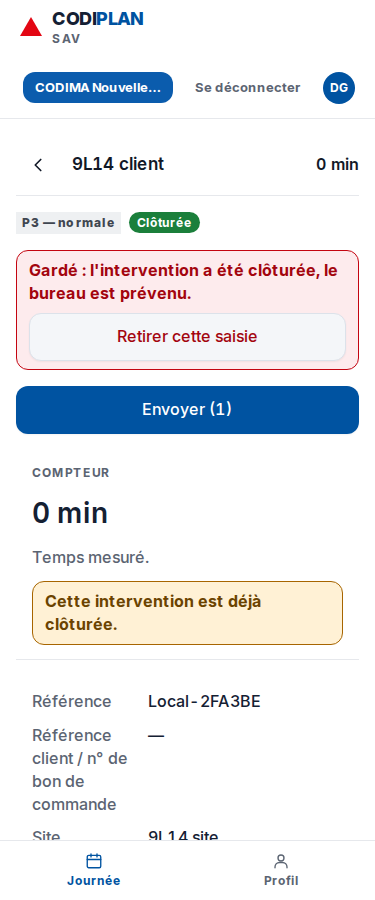 CODIPLAN
SAV
CODIMA Nouvelle...
Se déconnecter
DG
9L14 client
0 min
P3 — normale
Clôturée
Gardé : l'intervention a été clôturée, le
bureau est prévenu.
Retirer cette saisie
Envoyer (1)
COMPTEUR
0 min
Temps mesuré.
Cette intervention est déjà
clôturée.
Référence
Local-2FA3BE
Référence
client / n° de
bon de
commande
—
Site
9L14 site
Journée
Profil